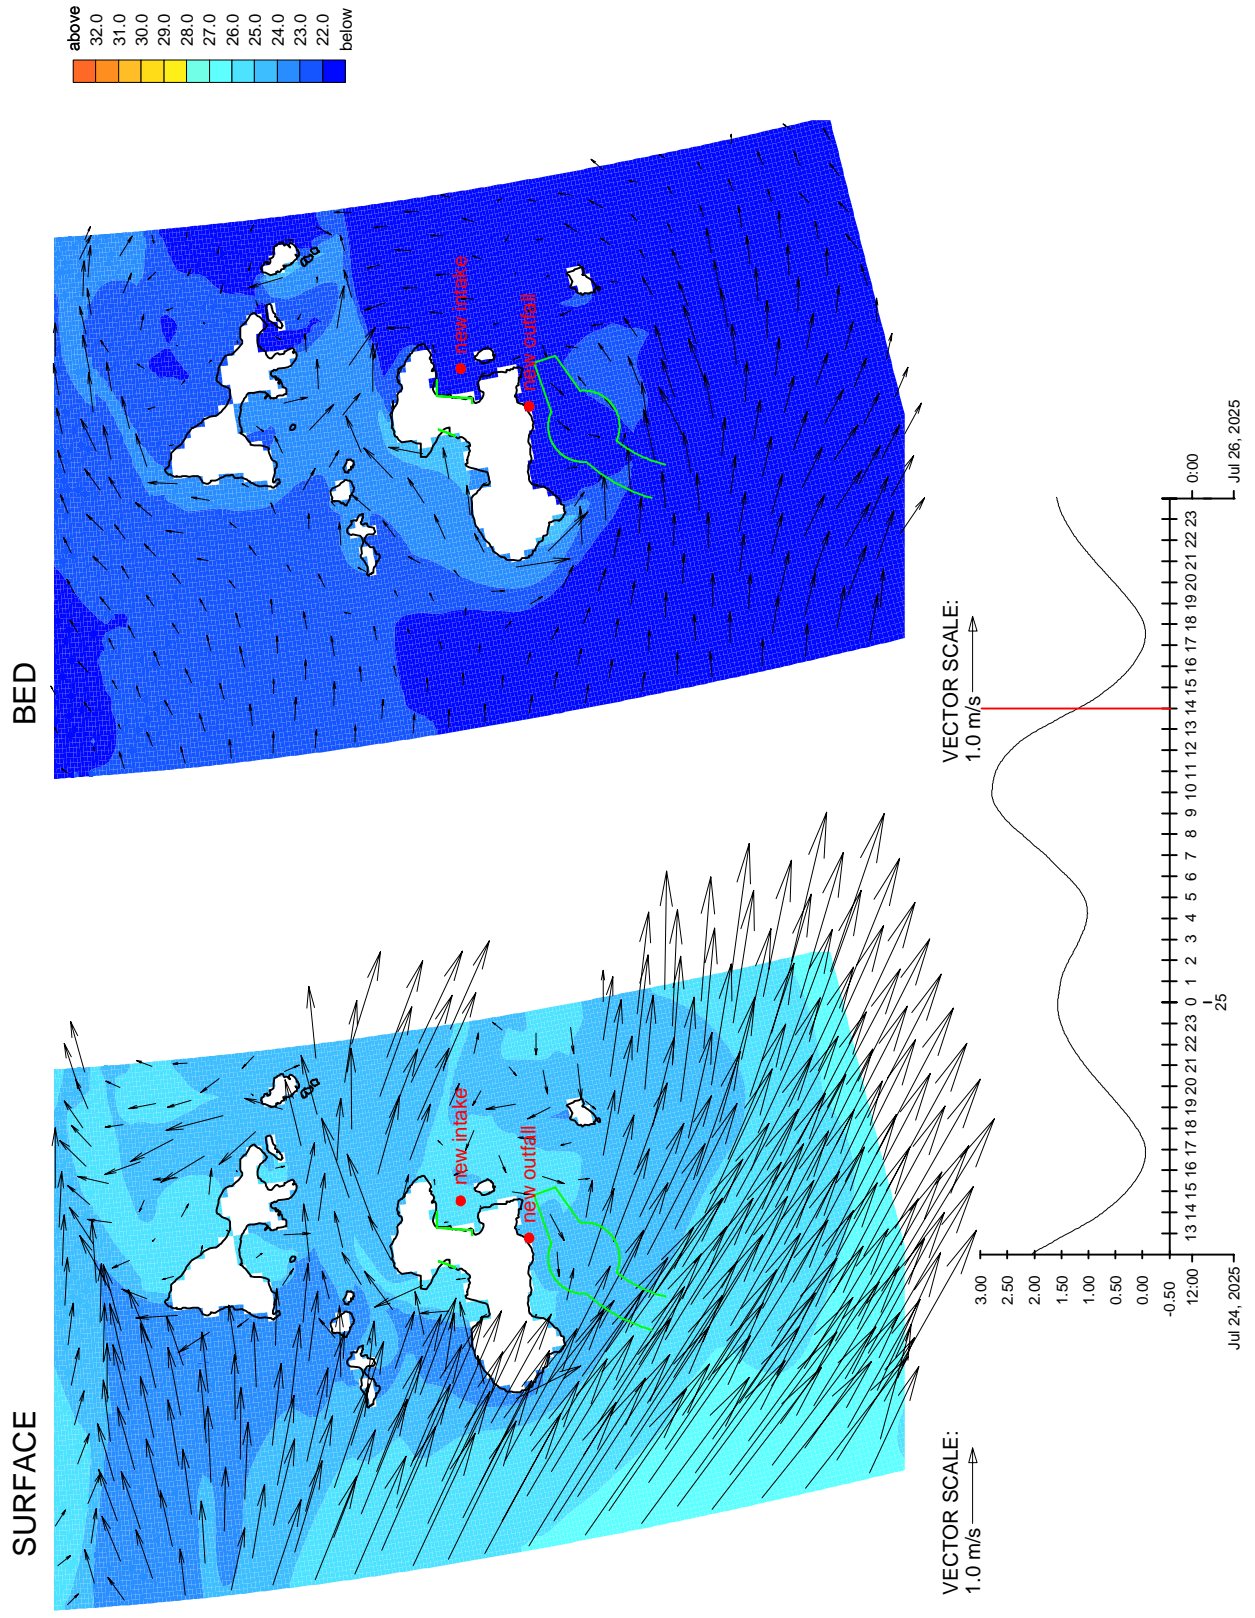 SURFACE
BED
above
32.0
31.0
30.0
29.0
28.0
27.0
26.0
25.0
24.0
23.0
22.0
below
new intake
new outfall
new intake
new outfall
VECTOR SCALE:
1.0 m/s
VECTOR SCALE:
1.0 m/s
3.00
2.50
2.00
1.50
1.00
0.50
0.00
-0.50
13 14 15 16 17 18 19 20 21 22 23 0 1 2 3 4 5 6 7 8 9 10 11 12 13 14 15 16 17 18 19 20 21 22 23
12:00 25 0:00
Jul 24, 2025 Jul 26, 2025